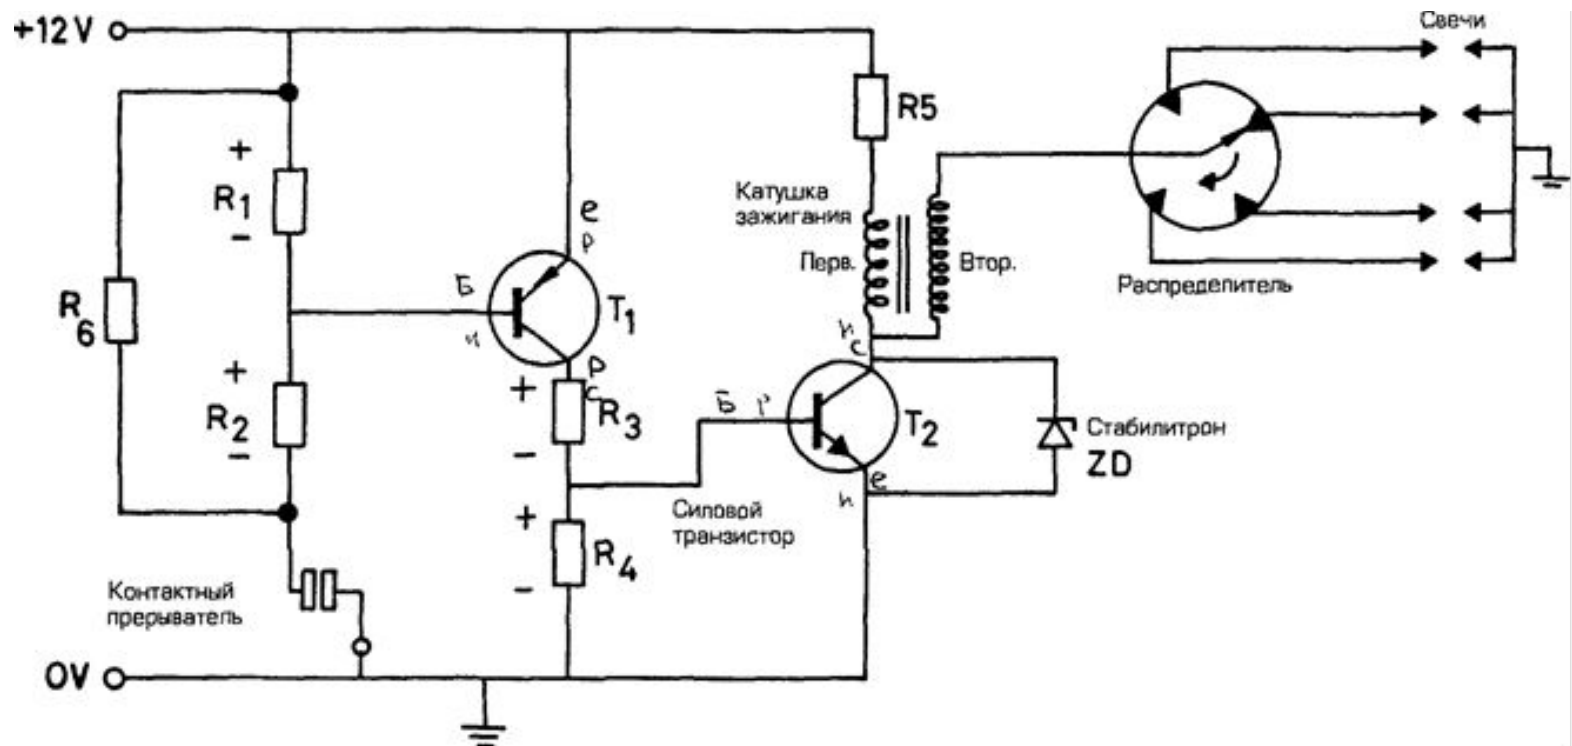 Свечи
+12V
R5
+
R1
-
Катушка
зажигания
e
p
Перв.
Втор.
Распределитель
Б
T1
n
R6
n
c
p
c
+
R2
-
+
R3
-
Б
P
T2
Стабилитрон
ZD
e
n
Силовой
транзистор
+
R4
-
Контактный
прерыватель
0V